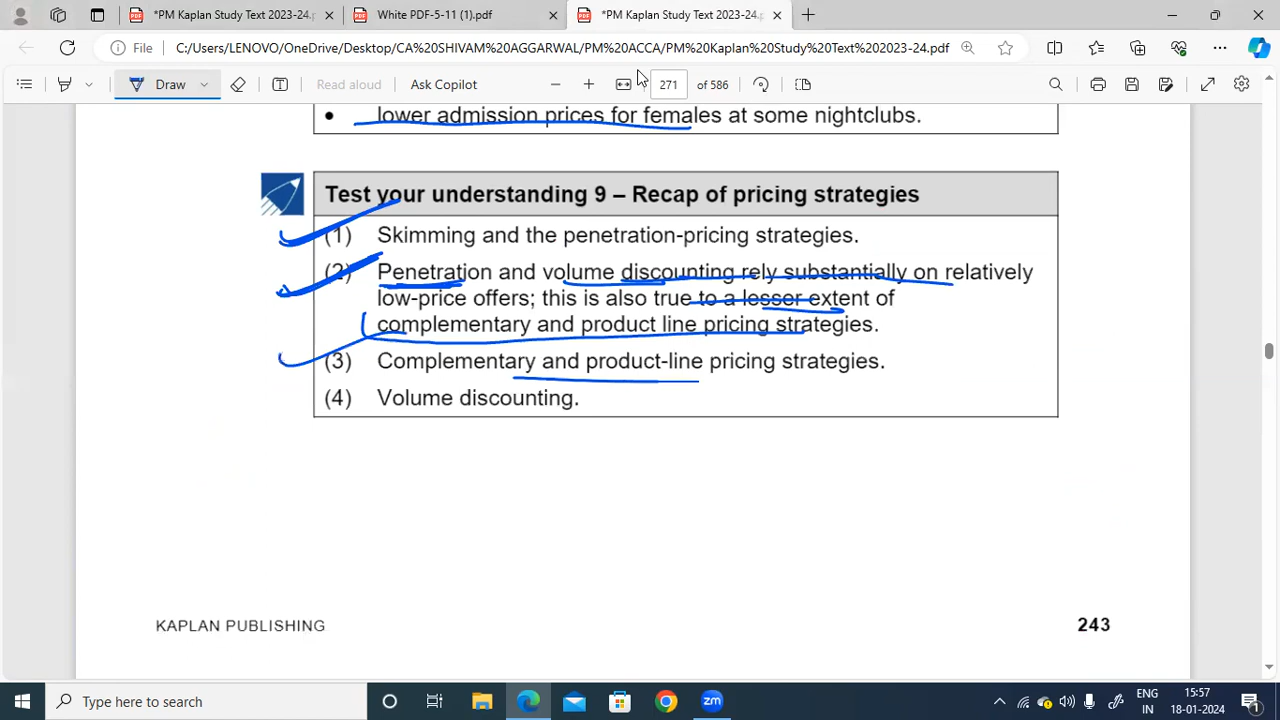 *PM Kaplan Study Text 2023-24.
White PDF-5-11 (1).pdf
*PM Kaplan Study Text 2023-24.
File
C:/Users/LENOVO/OneDrive/Desktop/CA%20SHIVAM%20AGGARWAL/PM%20ACCA/PM%20Kaplan%20Study%20Text%202023-24.pdf
Draw
Read aloud
Ask Copilot
271 of 586
• lower admission prices for females at some nightclubs.
Test your understanding 9 – Recap of pricing strategies
(1) Skimming and the penetration-pricing strategies.
(2) Penetration and volume discounting rely substantially on relatively
low-price offers; this is also true to a lesser extent of
complementary and product line pricing strategies.
(3) Complementary and product-line pricing strategies.
(4) Volume discounting.
KAPLAN PUBLISHING
243
Type here to search
ENG
IN
15:57
18-01-2024
1